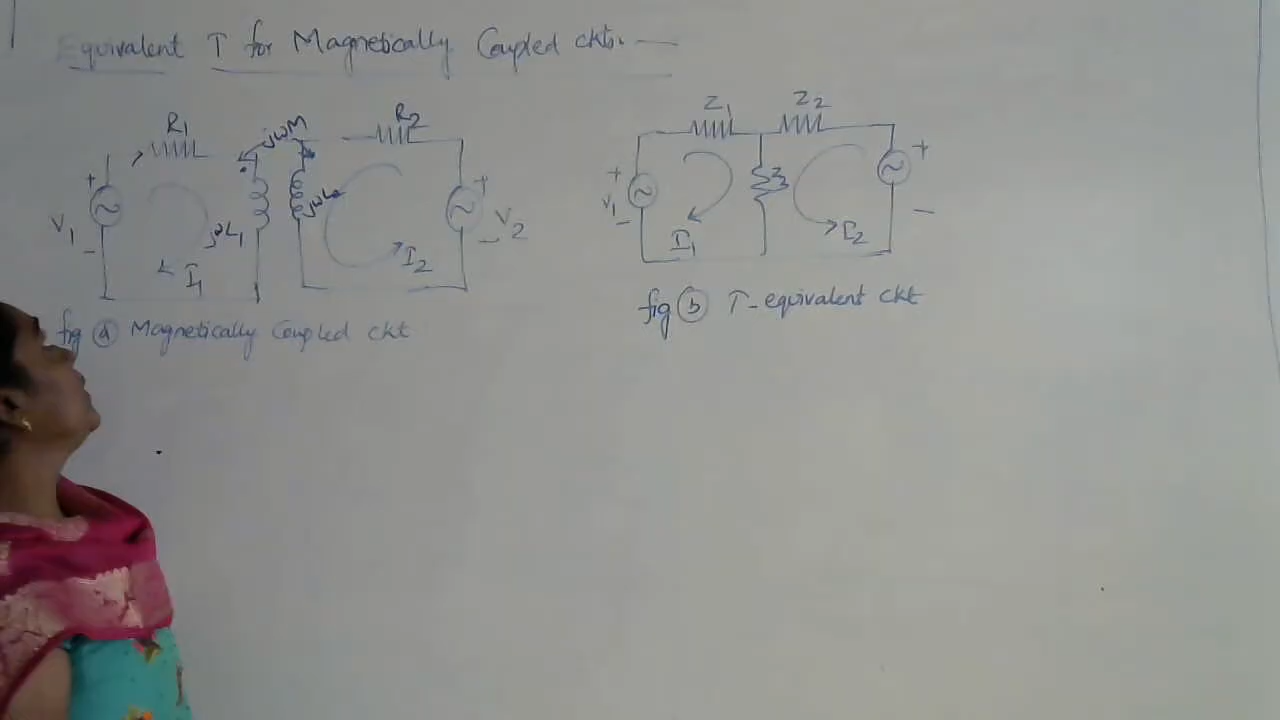 Equivalent T for Magnetically Coupled ckts. —
R1
jωM
R2
+
V1
−
jωL1
I1
jωL2
I2
+
V2
−
fig (a) Magnetically Coupled ckt
Z1
Z2
+
V1
−
I1
Z3
I2
+
−
fig (b) T-equivalent ckt